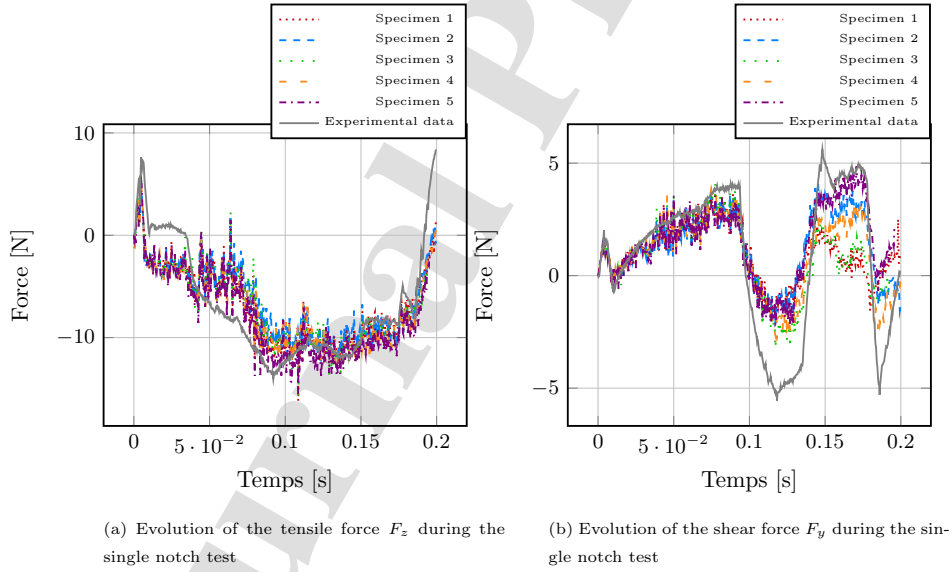 Specimen 1
Specimen 2
Specimen 3
Specimen 4
Specimen 5
Experimental data
10
0
−10
Force [N]
0
5 · 10⁻²
0.1
0.15
0.2
Temps [s]
(a) Evolution of the tensile force F_z during the
single notch test
Specimen 1
Specimen 2
Specimen 3
Specimen 4
Specimen 5
Experimental data
5
0
−5
Force [N]
0
5 · 10⁻²
0.1
0.15
0.2
Temps [s]
(b) Evolution of the shear force F_y during the sin-
gle notch test